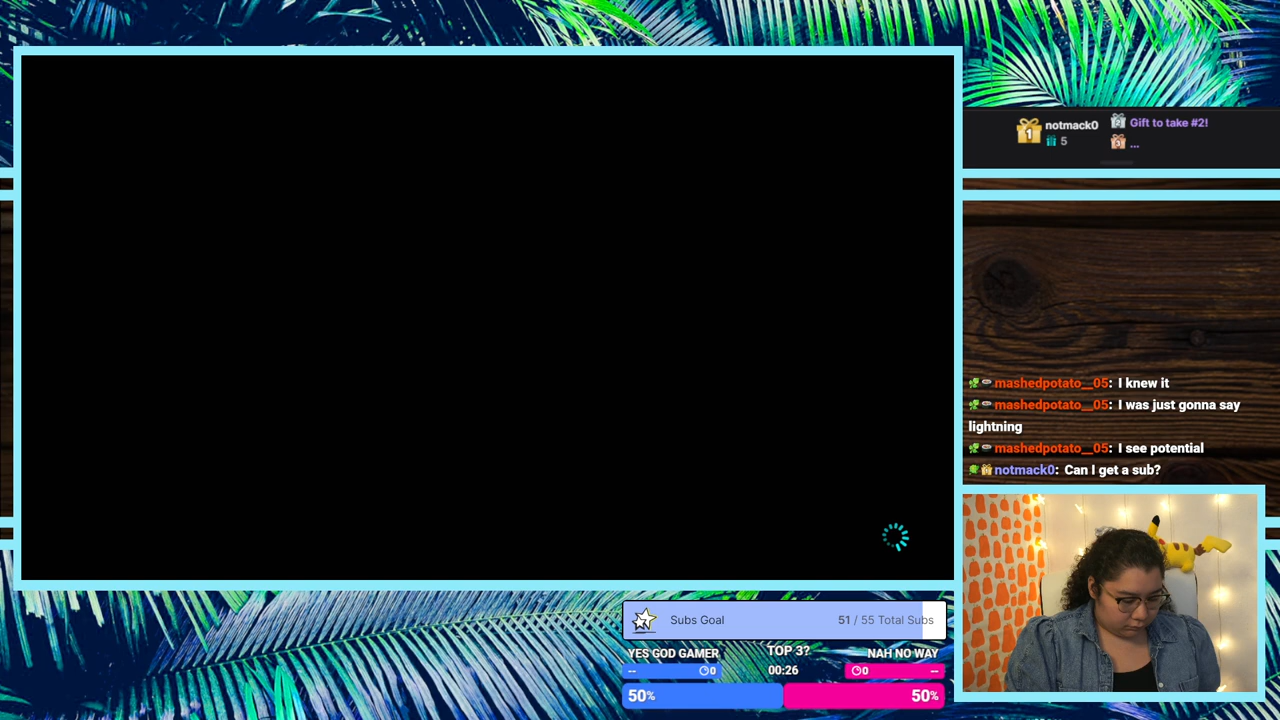 notmack0
5
Gift to take #2!
...
mashedpotato__05: I knew it
mashedpotato__05: I was just gonna say
lightning
mashedpotato__05: I see potential
notmack0: Can I get a sub?
Subs Goal
51 / 55 Total Subs
YES GOD GAMER
TOP 3?
NAH NO WAY
--
0
00:26
0
--
50%
50%